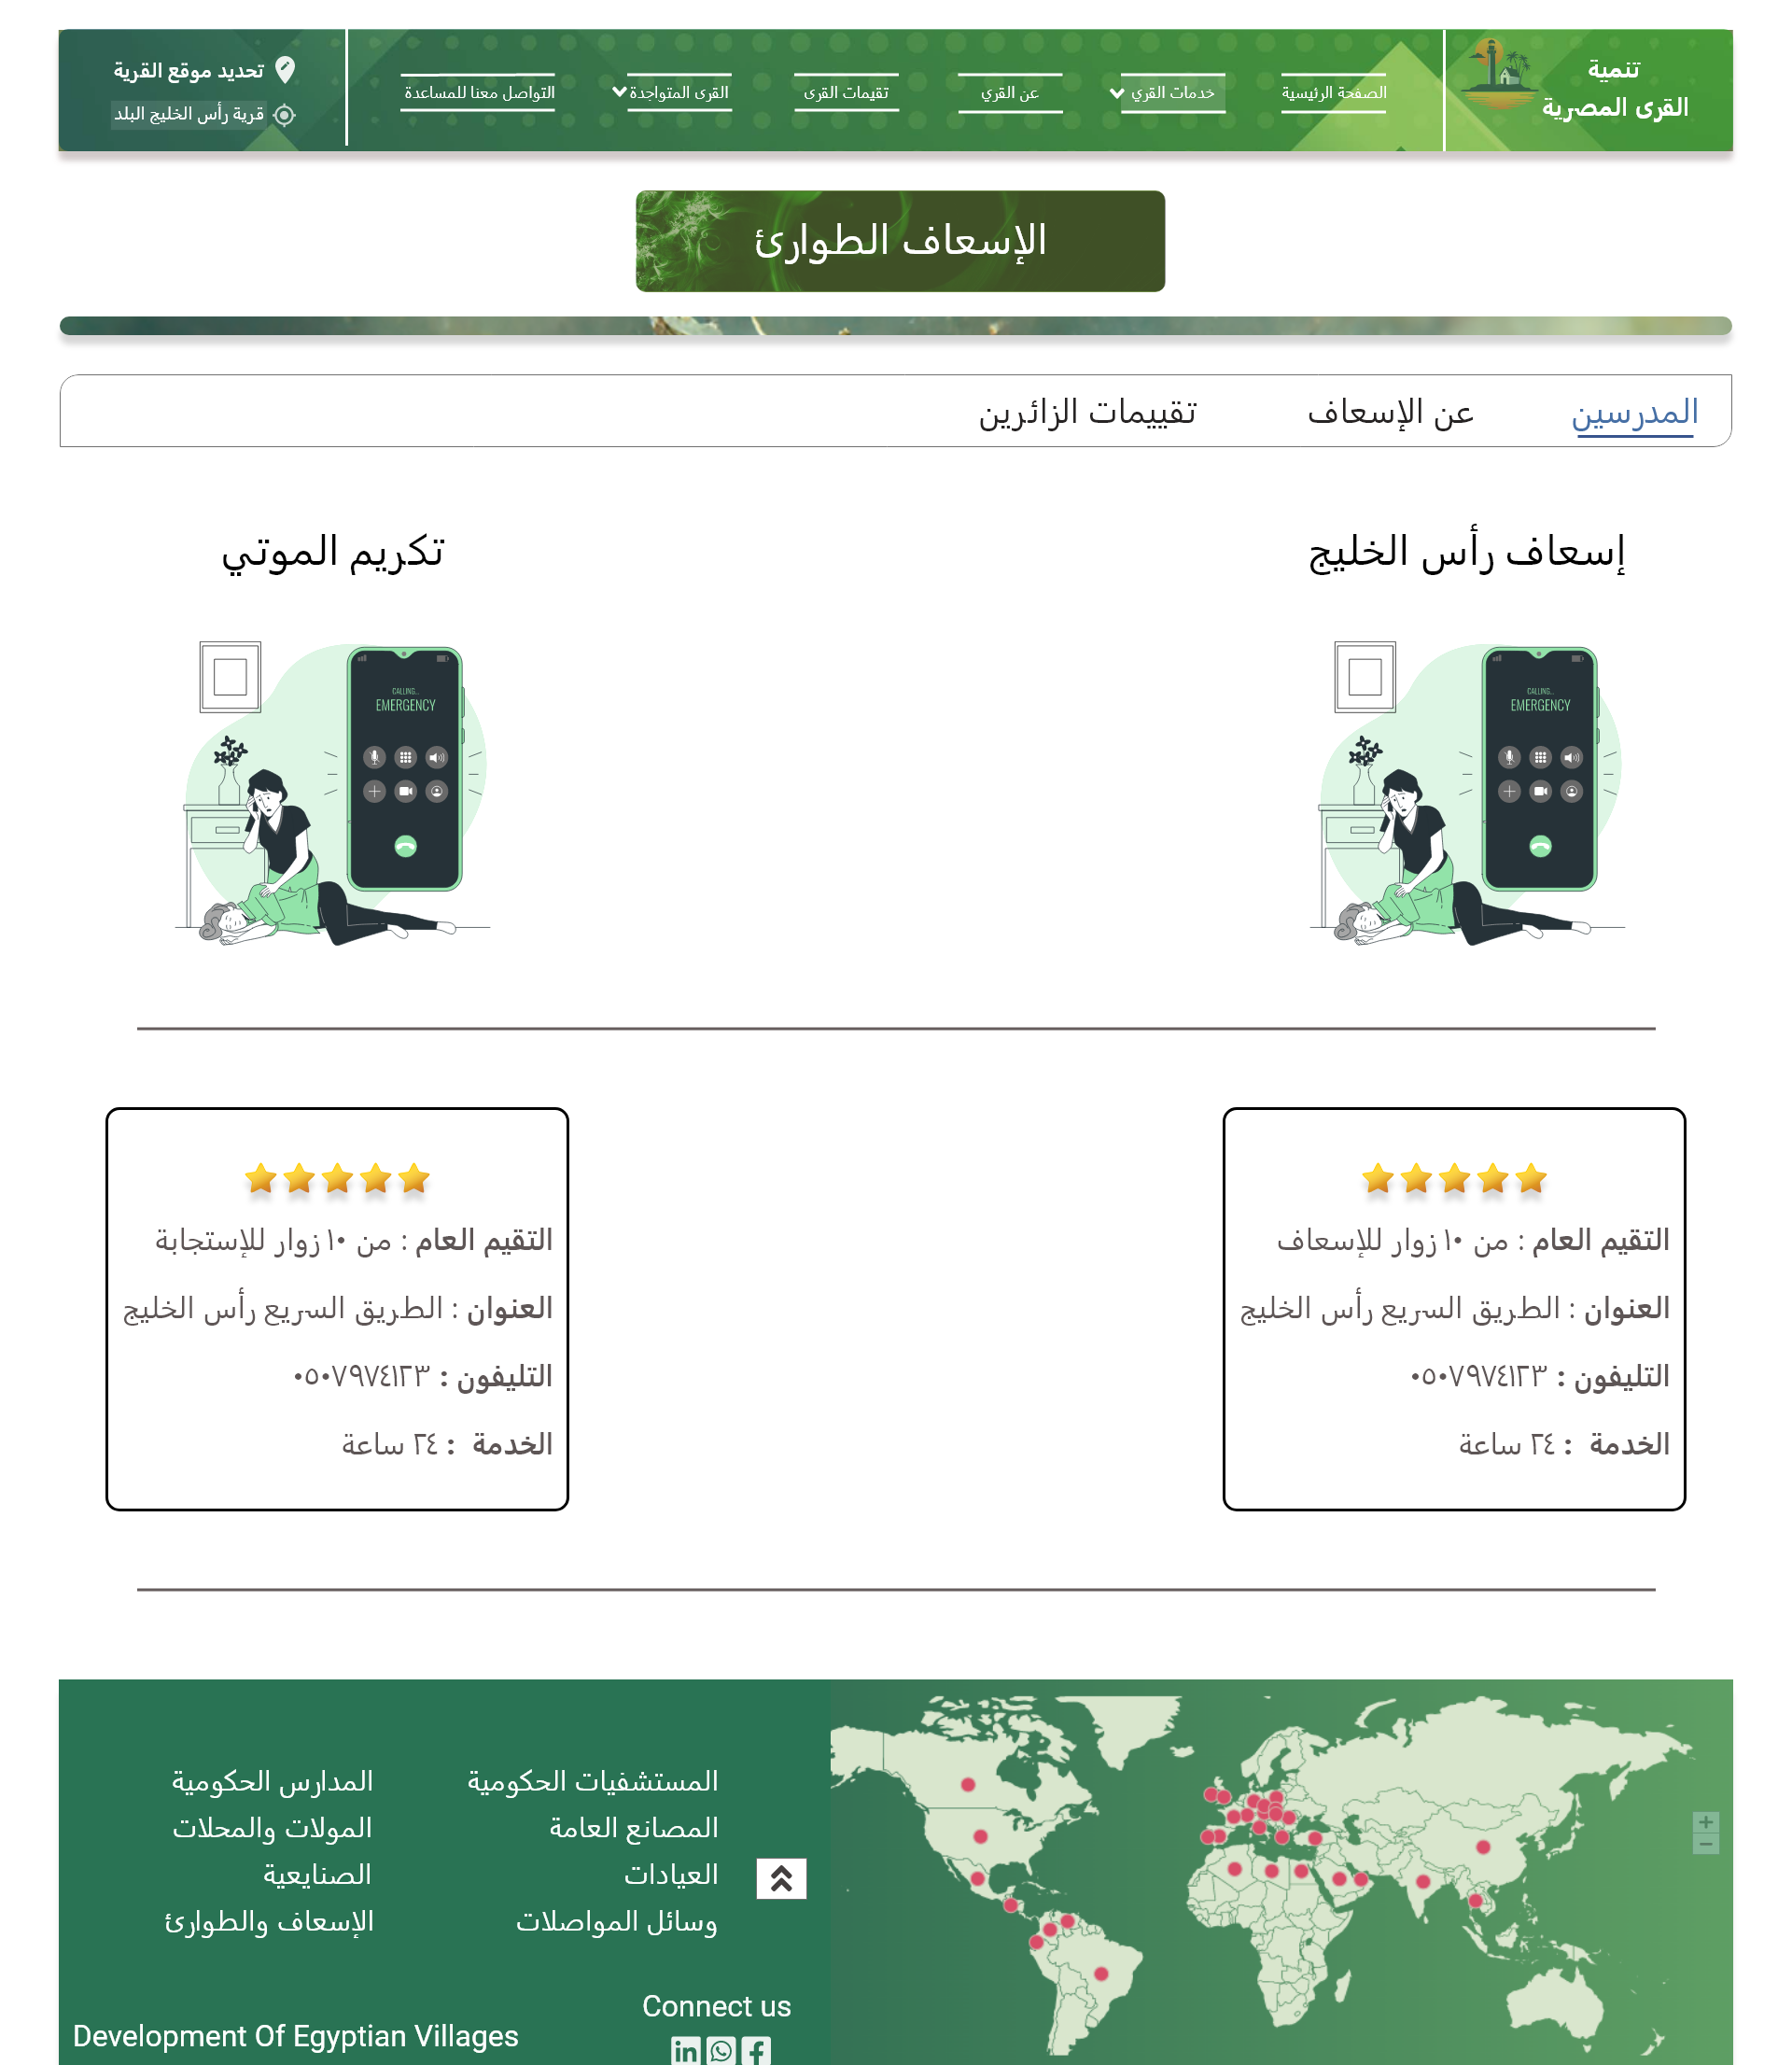 تنمية
القرى المصرية
الصفحة الرئيسية
خدمات القري
عن القري
تقيمات القرى
القرى المتواجدة
التواصل معنا للمساعدة
تحديد موقع القرية
قرية رأس الخليج البلد
الإسعاف الطوارئ
المدرسين
عن الإسعاف
تقييمات الزائرين
إسعاف رأس الخليج
تكريم الموتي
CALLING...
EMERGENCY
CALLING...
EMERGENCY
التقيم العام : من ١٠ زوار للإسعاف
العنوان : الطريق السريع رأس الخليج
التليفون : ٠٥٠٧٩٧٤١٢٣
الخدمة : ٢٤ ساعة
التقيم العام : من ١٠ زوار للإستجابة
العنوان : الطريق السريع رأس الخليج
التليفون : ٠٥٠٧٩٧٤١٢٣
الخدمة : ٢٤ ساعة
المستشفيات الحكومية
المصانع العامة
العيادات
وسائل المواصلات
المدارس الحكومية
المولات والمحلات
الصنايعية
الإسعاف والطوارئ
Connect us
Development Of Egyptian Villages